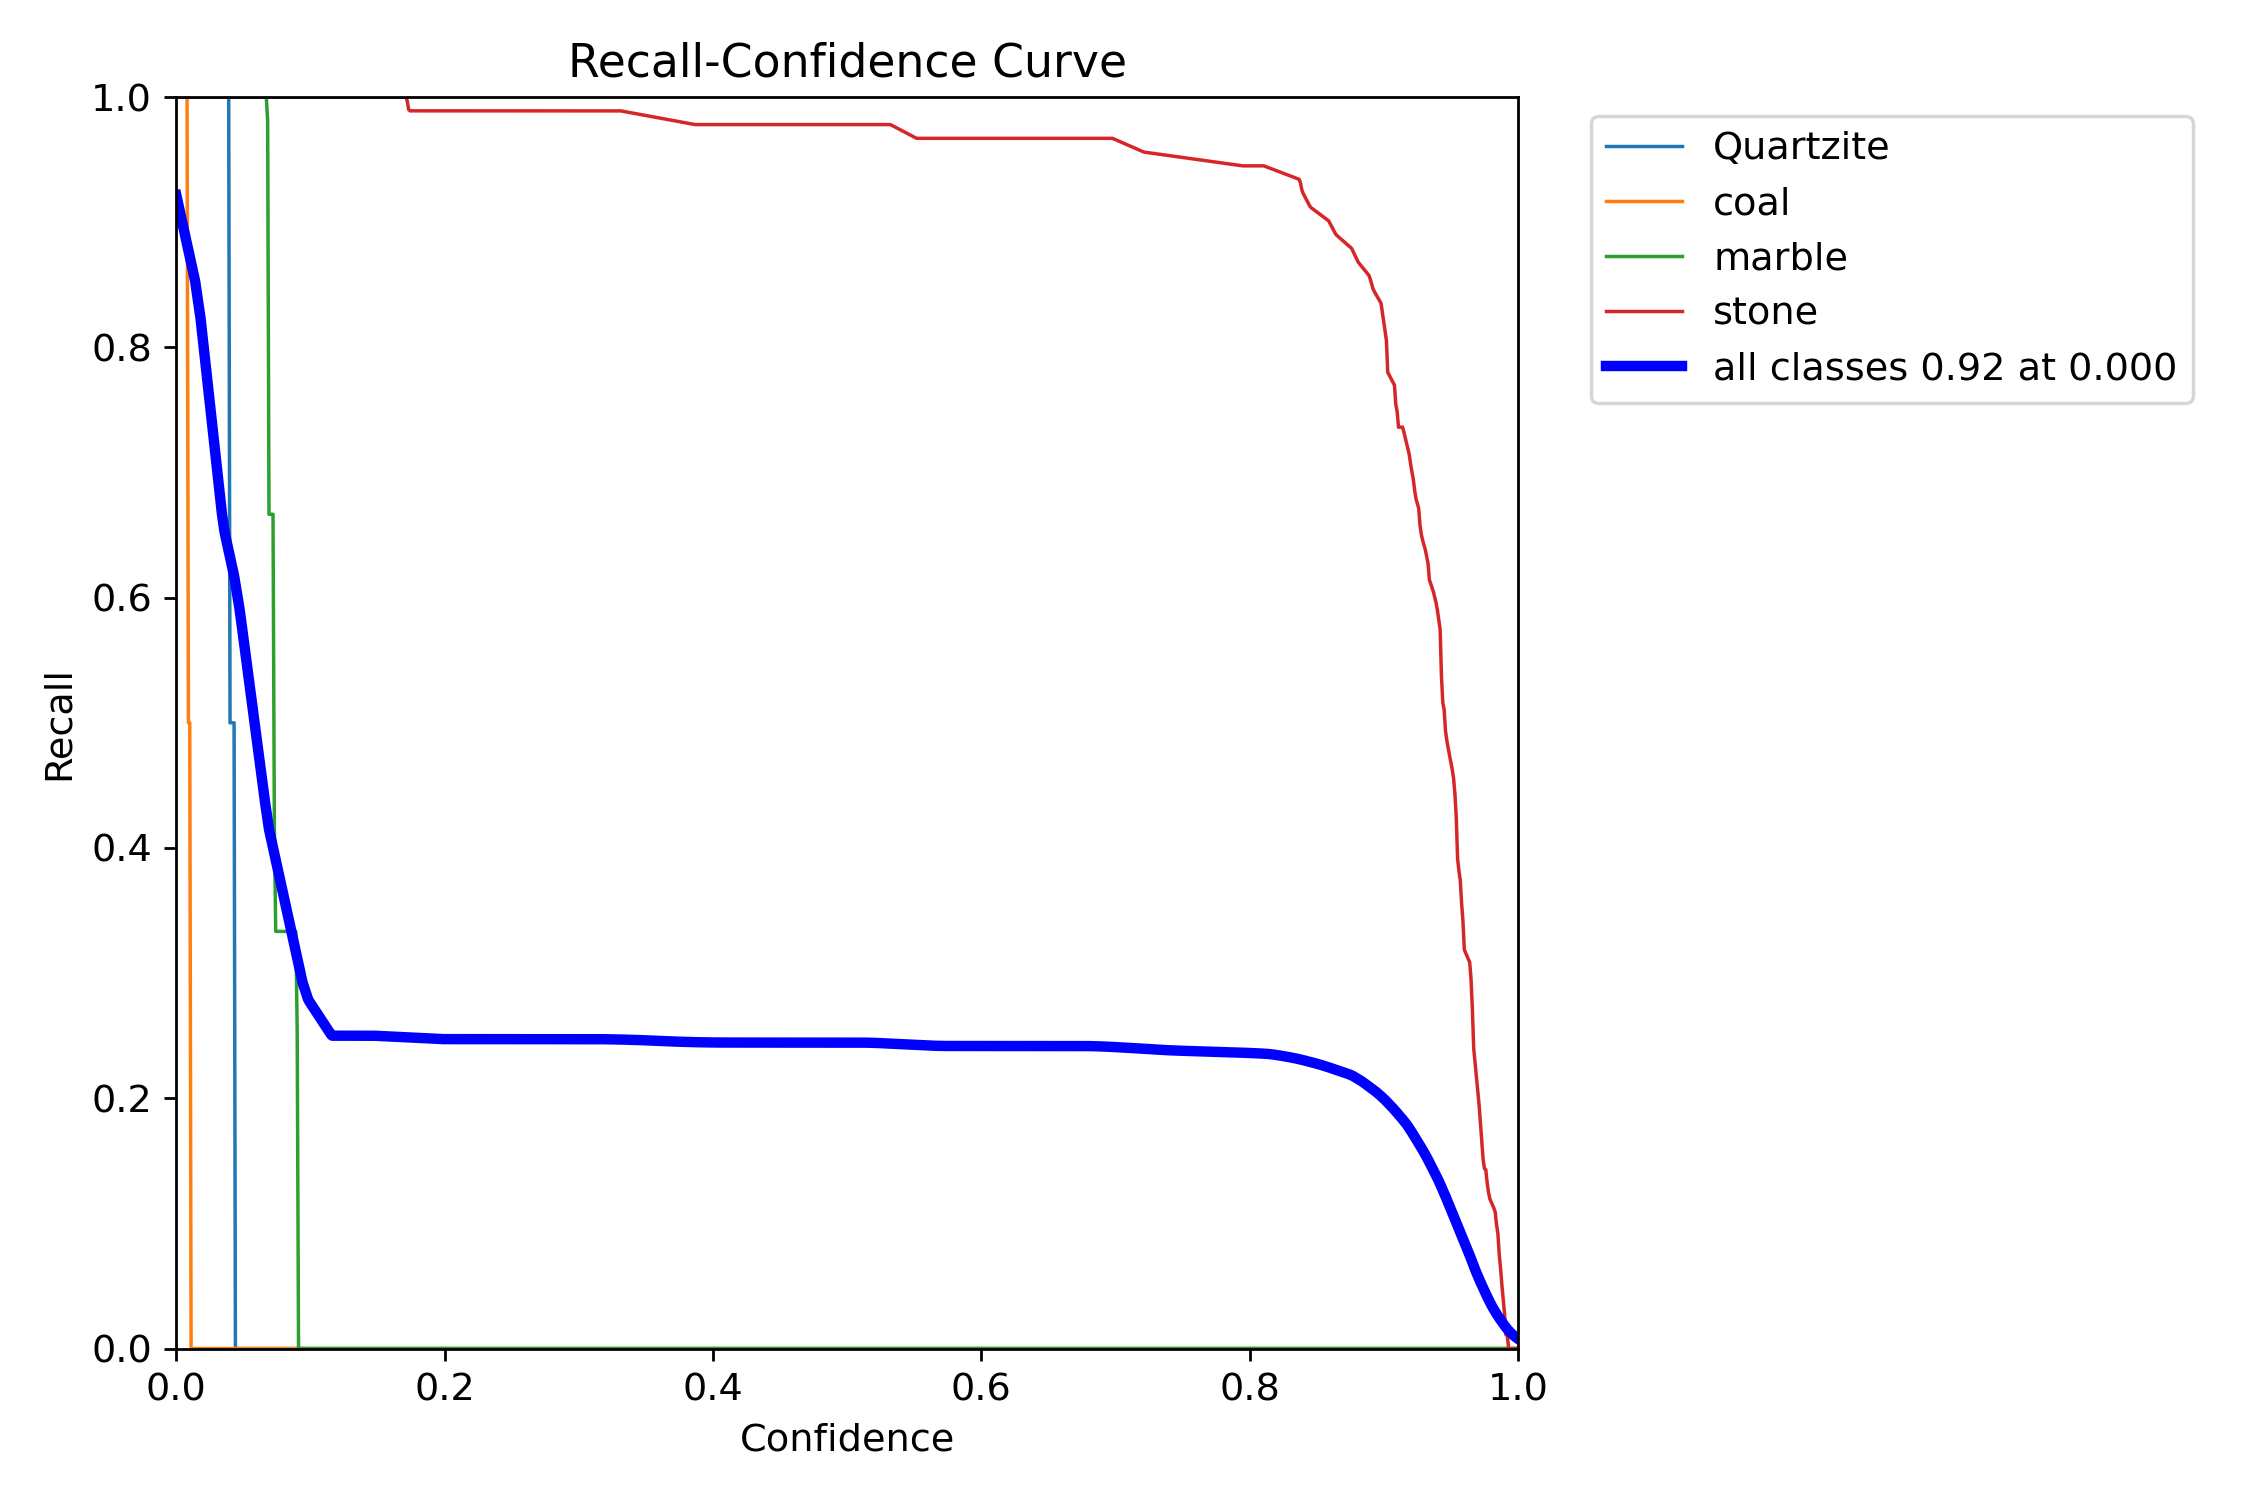 Recall-Confidence Curve
1.0
0.8
0.6
0.4
0.2
0.0
Recall
0.0 0.2 0.4 0.6 0.8 1.0
Confidence
Quartzite
coal
marble
stone
all classes 0.92 at 0.000